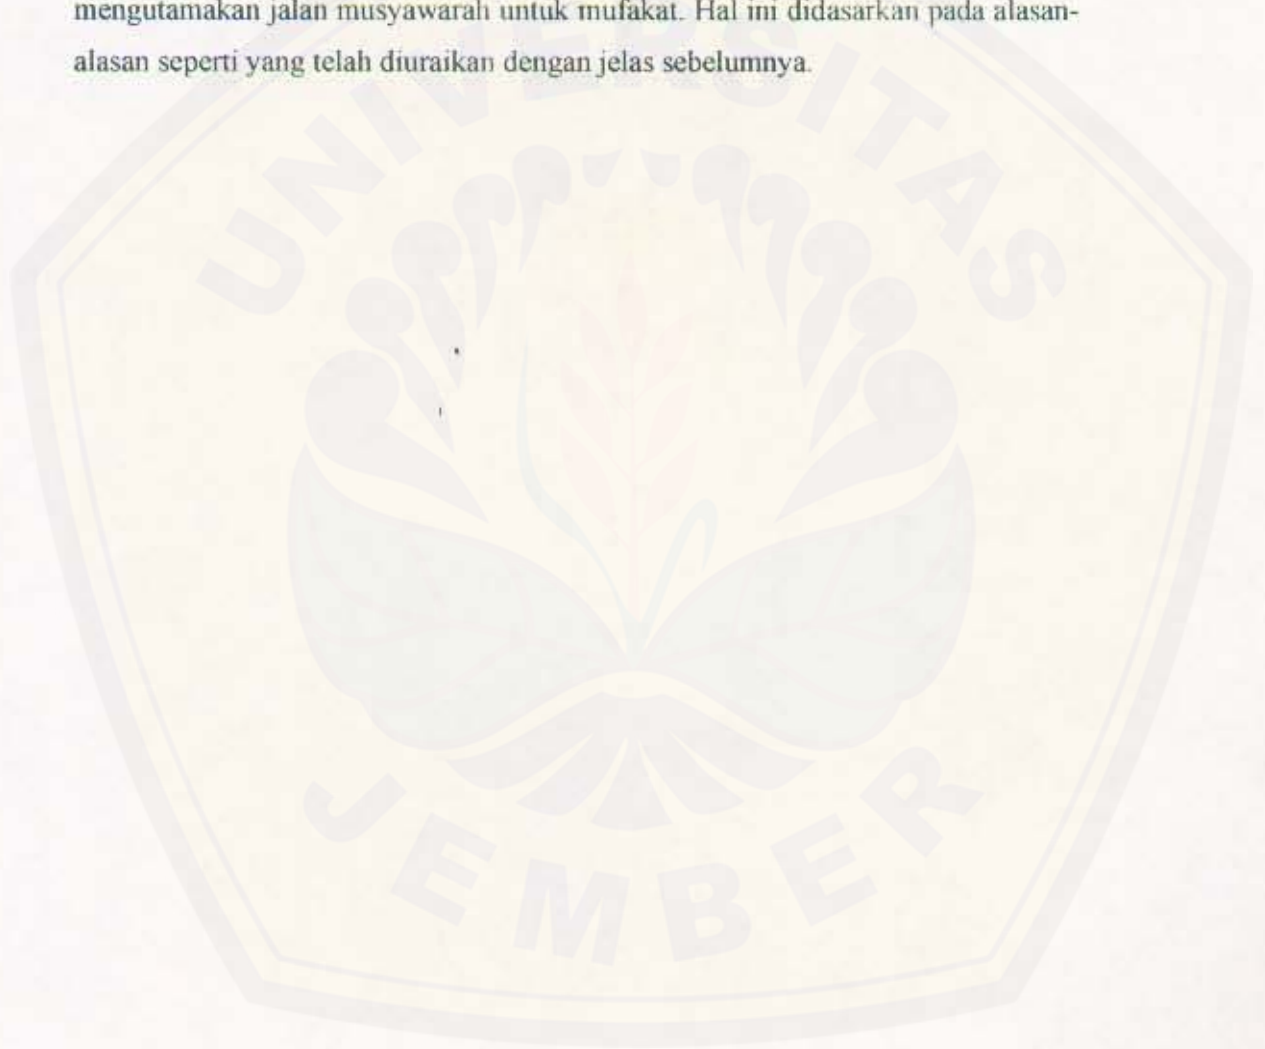 mengutamakan jalan musyawarah untuk mufakat. Hal ini didasarkan pada alasan-
alasan seperti yang telah diuraikan dengan jelas sebelumnya.
UNIVERSITAS
JEMBER